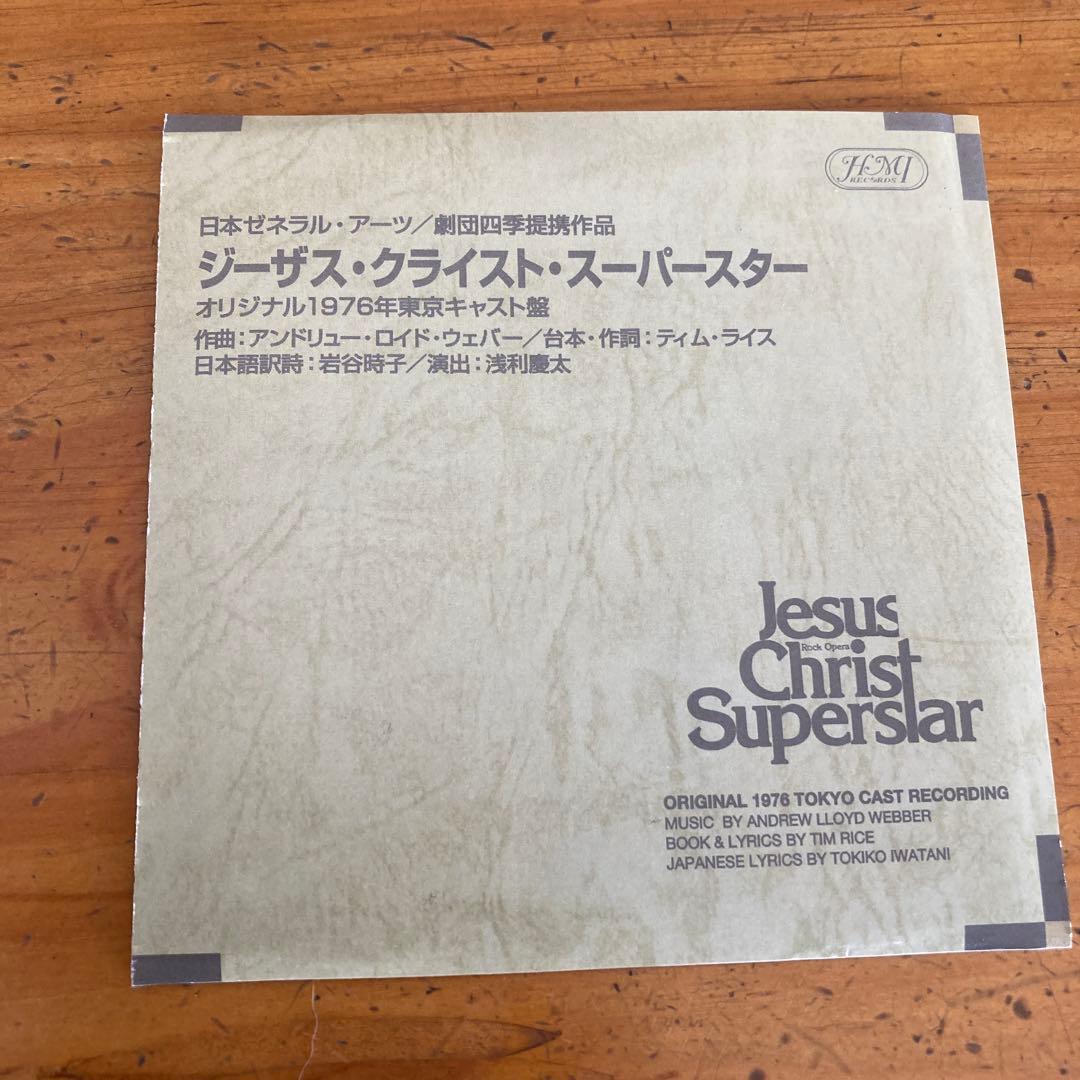 HMI
RECORDS
日本ゼネラル・アーツ／劇団四季提携作品
ジーザス・クライスト・スーパースター
オリジナル1976年東京キャスト盤
作曲：アンドリュー・ロイド・ウェバー／台本・作詞：ティム・ライス
日本語訳詩：岩谷時子／演出：浅利慶太
Jesus
Rock Opera
Christ
Superstar
ORIGINAL 1976 TOKYO CAST RECORDING
MUSIC BY ANDREW LLOYD WEBBER
BOOK & LYRICS BY TIM RICE
JAPANESE LYRICS BY TOKIKO IWATANI